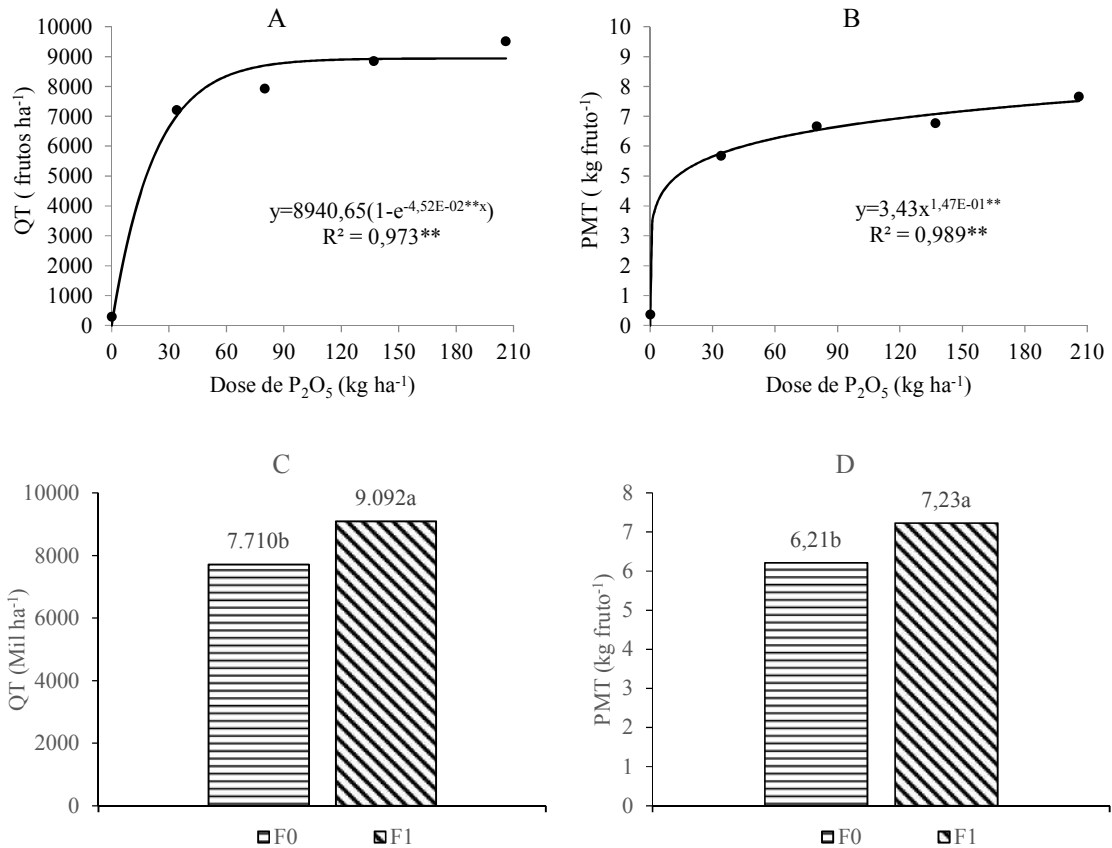 A
QT ( frutos ha⁻¹)
10000
9000
8000
7000
6000
5000
4000
3000
2000
1000
0
y=8940,65(1-e⁻⁴,⁵²ᴱ⁻⁰²**ˣ)
R² = 0,973**
0 30 60 90 120 150 180 210
Dose de P₂O₅ (kg ha⁻¹)
B
PMT ( kg fruto⁻¹)
10
9
8
7
6
5
4
3
2
1
0
y=3,43x¹,⁴⁷ᴱ⁻⁰¹**
R² = 0,989**
0 30 60 90 120 150 180 210
Dose de P₂O₅ (kg ha⁻¹)
C
QT (Mil ha⁻¹)
10000
8000
6000
4000
2000
0
7.710b
9.092a
F0 F1
D
PMT (kg fruto⁻¹)
8
7
6
5
4
3
2
1
0
6,21b
7,23a
F0 F1